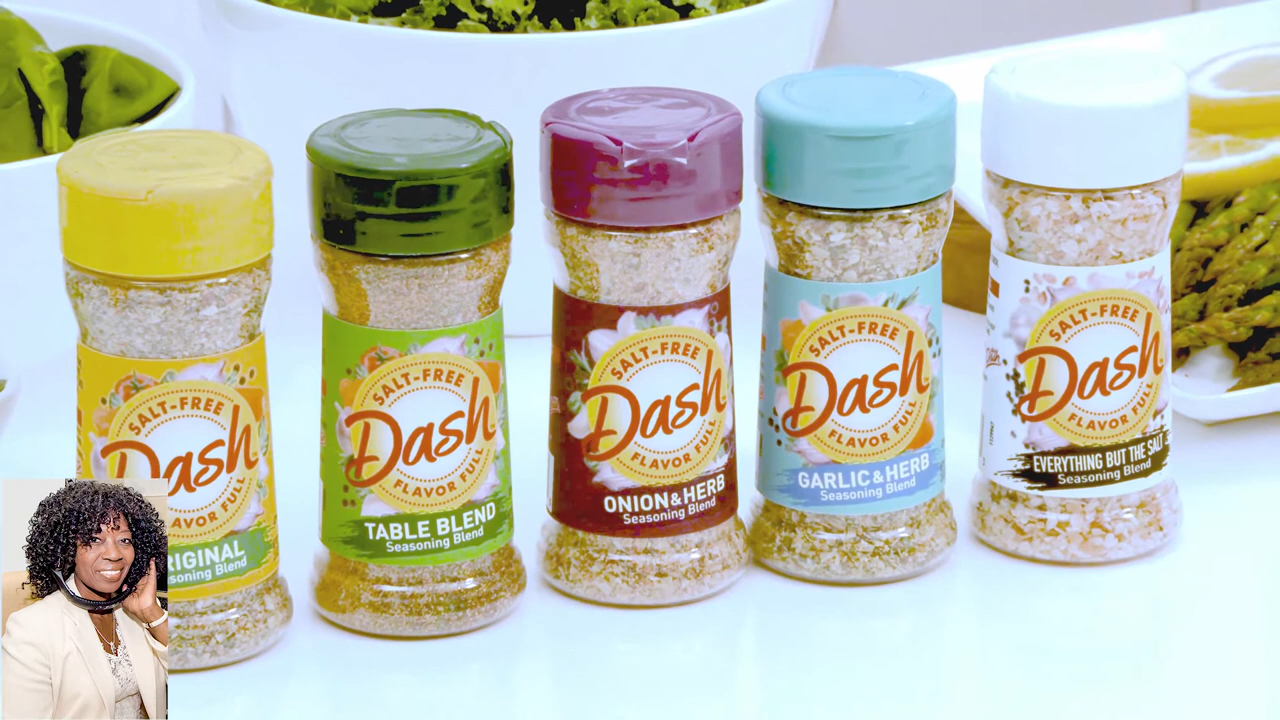 SALT-FREE
Dash
FLAVOR FULL
RIGINAL
soning Blend
SALT-FREE
Dash
FLAVOR FULL
TABLE BLEND
Seasoning Blend
SALT-FREE
Dash
FLAVOR FULL
ONION & HERB
Seasoning Blend
SALT-FREE
Dash
FLAVOR FULL
GARLIC & HERB
Seasoning Blend
SALT-FREE
Dash
FLAVOR FULL
EVERYTHING BUT THE SALT
Seasoning Blend